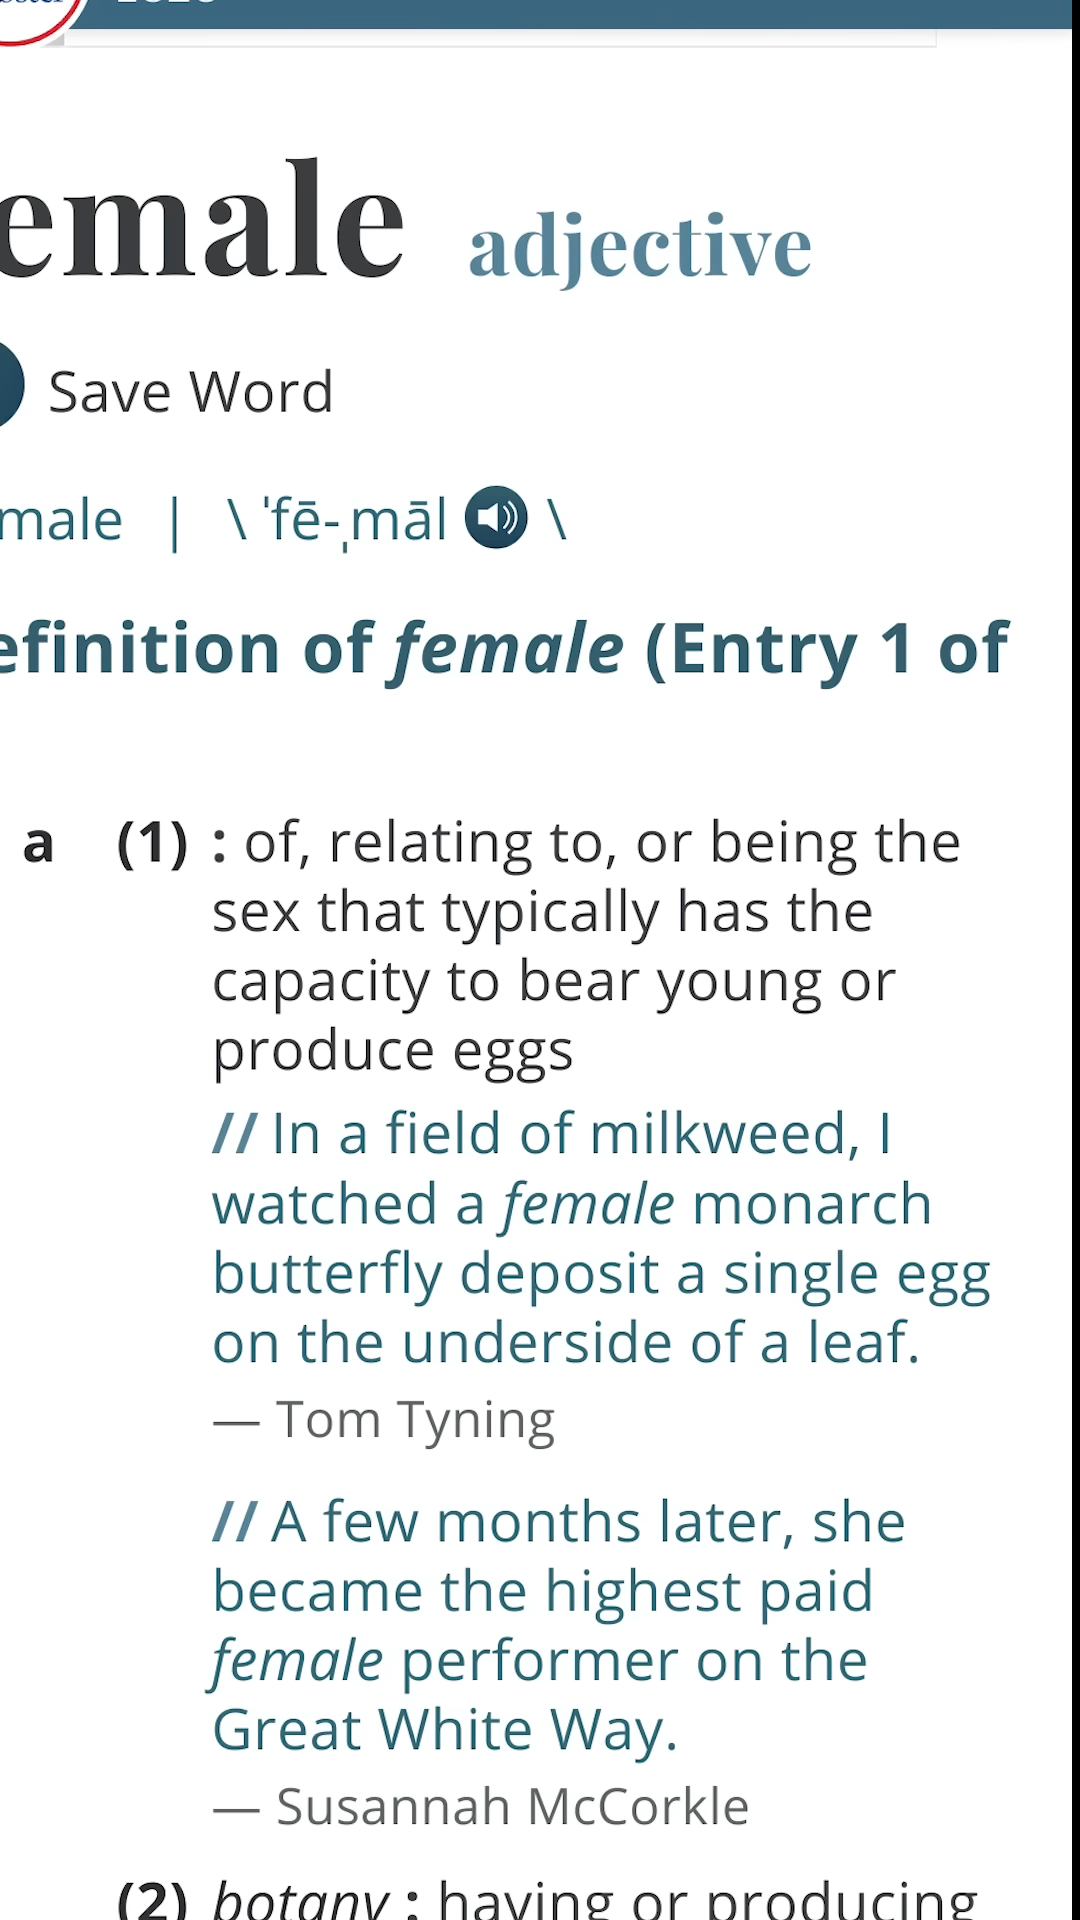 emale adjective
Save Word
male | \ ˈfē-ˌmāl \
efinition of female (Entry 1 of
a (1) : of, relating to, or being the
sex that typically has the
capacity to bear young or
produce eggs
// In a field of milkweed, I
watched a female monarch
butterfly deposit a single egg
on the underside of a leaf.
— Tom Tyning
// A few months later, she
became the highest paid
female performer on the
Great White Way.
— Susannah McCorkle
(2) botany : having or producing